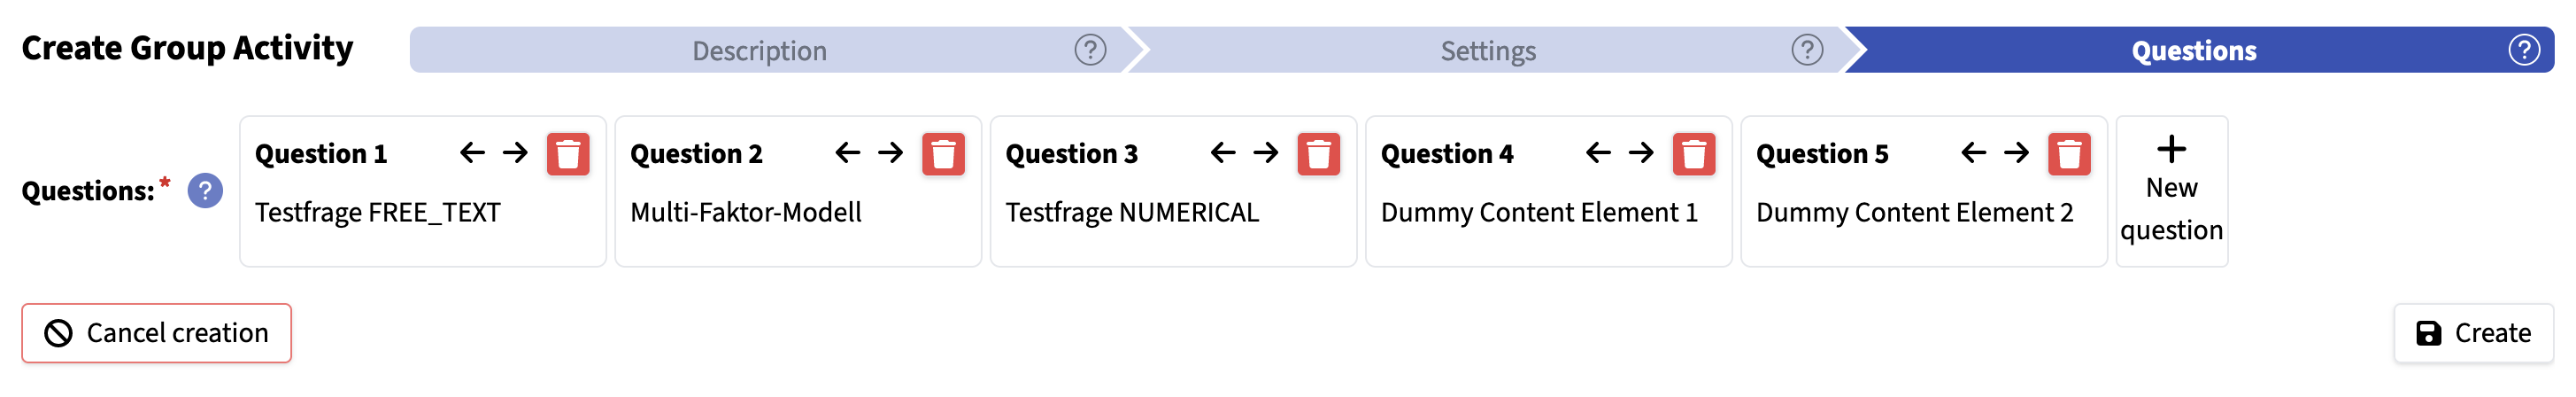 Create Group Activity
Description ?
Settings ?
Questions ?
Questions:* ?
Question 1
Testfrage FREE_TEXT
Question 2
Multi-Faktor-Modell
Question 3
Testfrage NUMERICAL
Question 4
Dummy Content Element 1
Question 5
Dummy Content Element 2
New
question
Cancel creation
Create